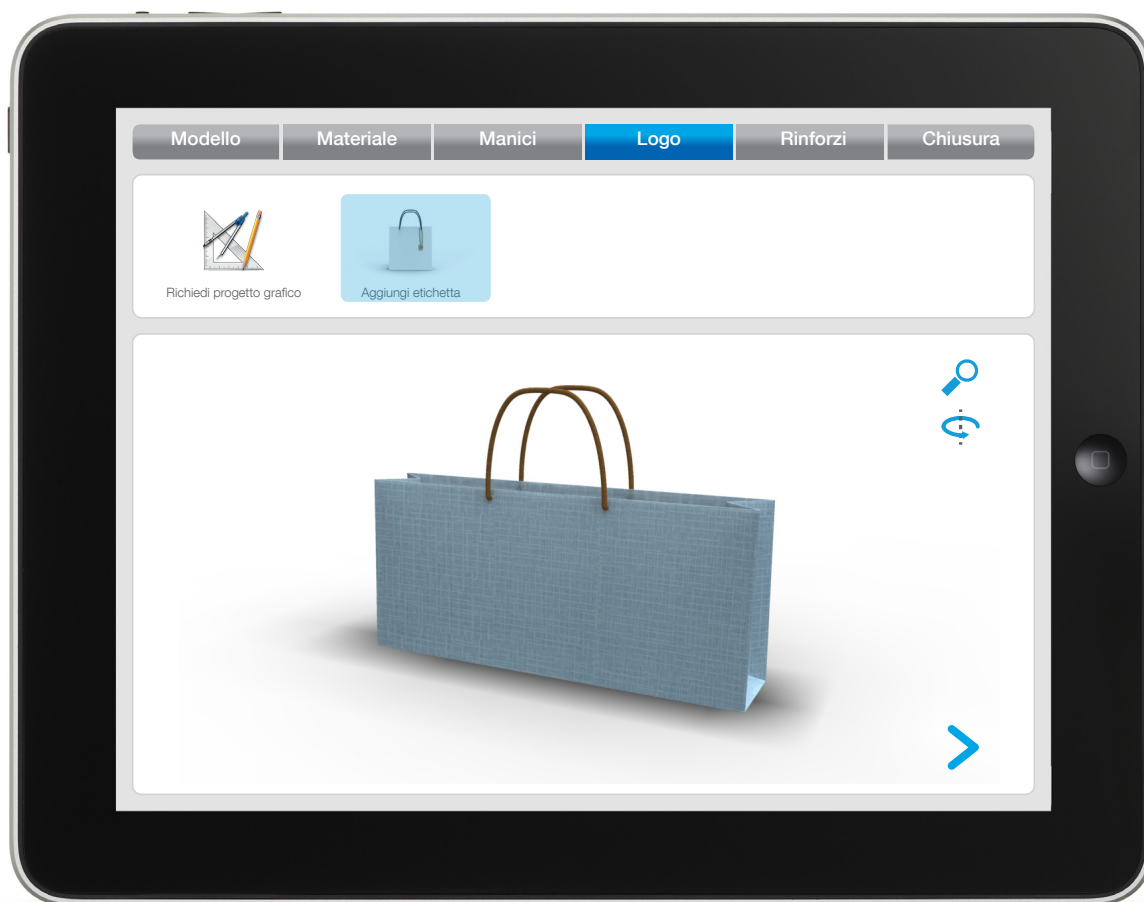 Modello
Materiale
Manici
Logo
Rinforzi
Chiusura
Richiedi progetto grafico
Aggiungi etichetta